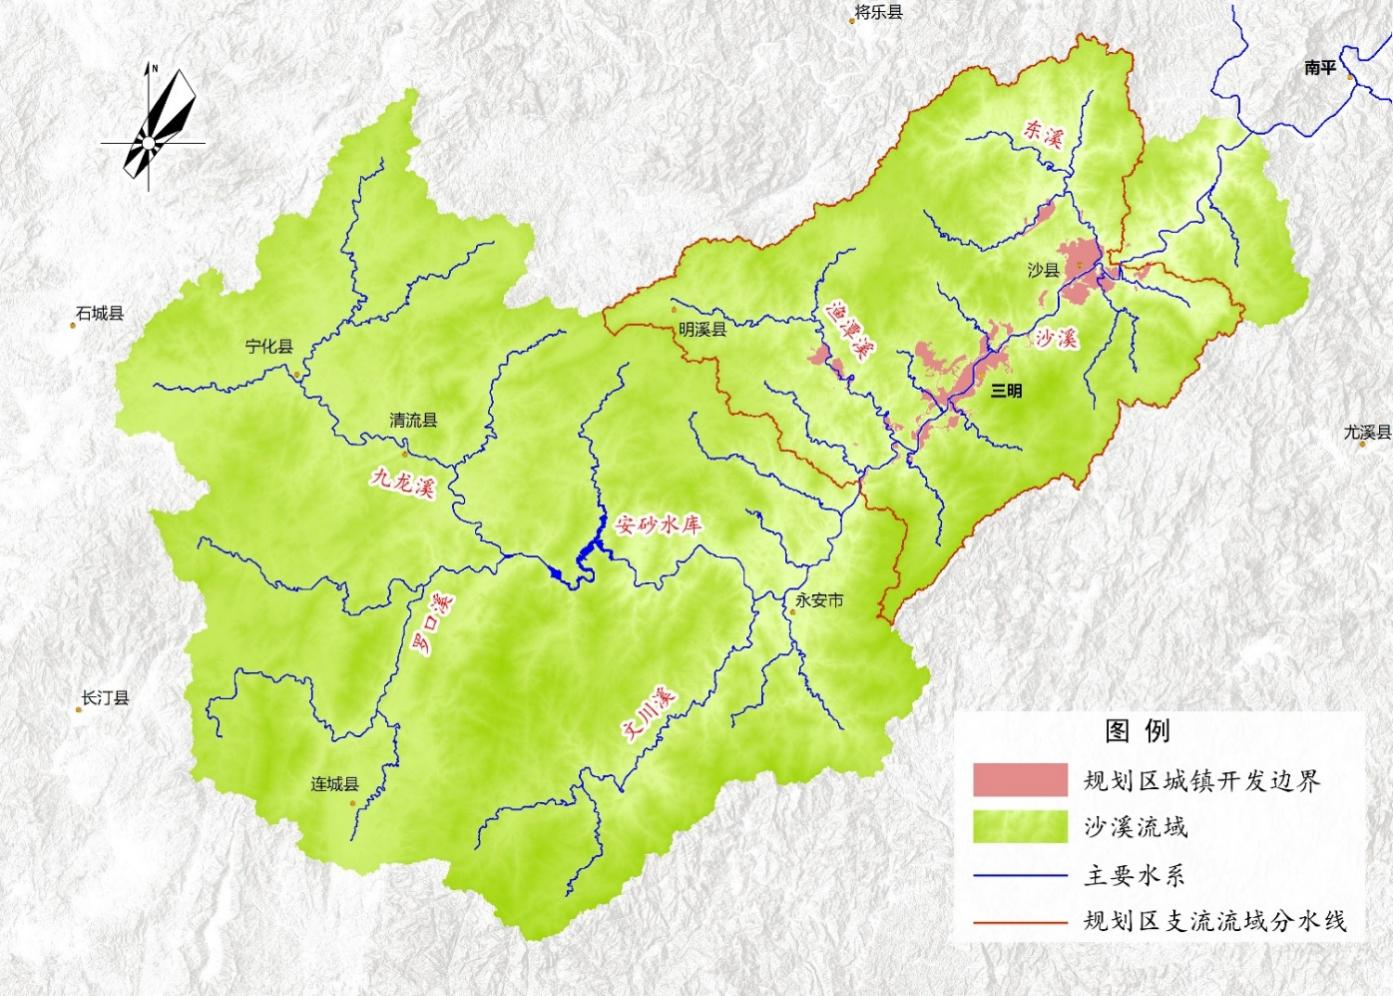 将乐县
南平
N
东溪
沙县
石城县
渔潭溪
明溪县
沙溪
宁化县
三明
清流县
尤溪县
九龙溪
安砂水库
罗口溪
永安市
长汀县
文川溪
连城县
图 例
规划区城镇开发边界
沙溪流域
主要水系
规划区支流流域分水线